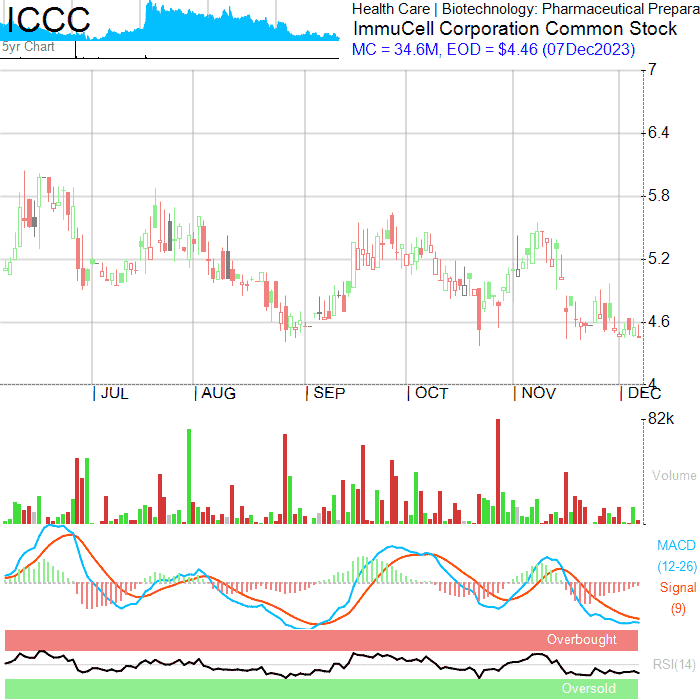 ICCC
5yr Chart
Health Care | Biotechnology: Pharmaceutical Prepara
ImmuCell Corporation Common Stock
MC = 34.6M, EOD = $4.46 (07Dec2023)
7
6.4
5.8
5.2
4.6
4
JUL AUG SEP OCT NOV DEC
82k
Volume
MACD
(12-26)
Signal
(9)
Overbought
RSI(14)
Oversold